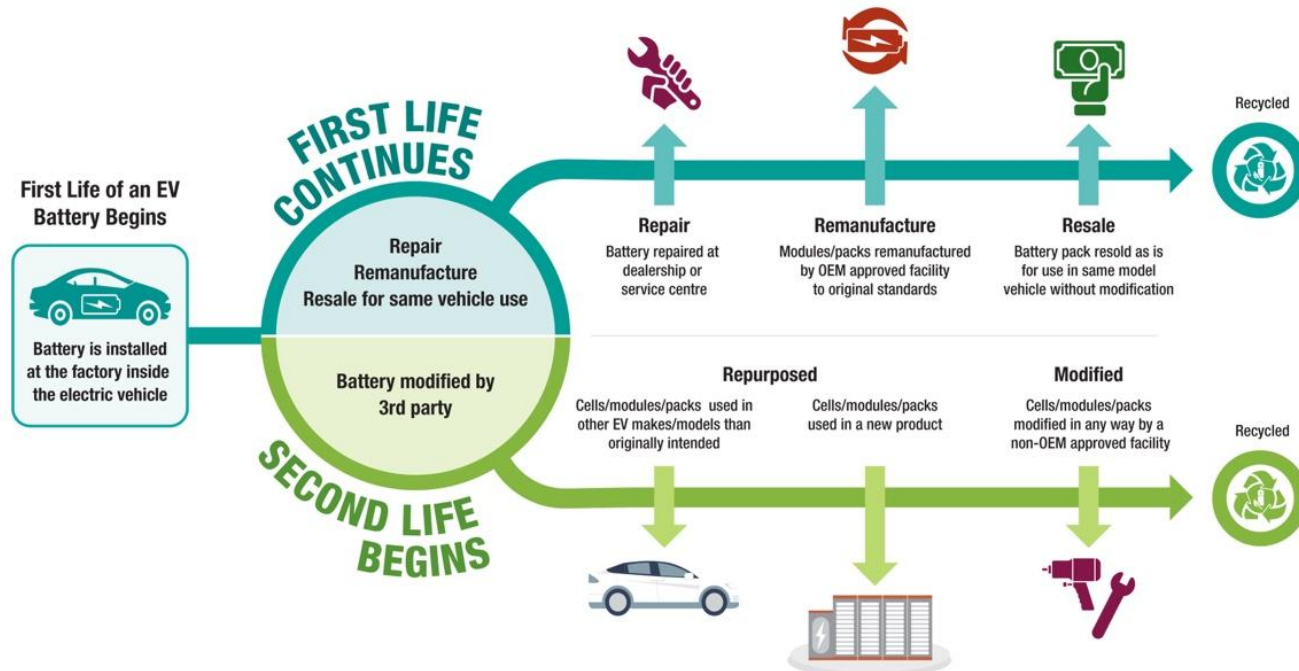 First Life of an EV
Battery Begins
Battery is installed
at the factory inside
the electric vehicle
FIRST LIFE
CONTINUES
Repair
Remanufacture
Resale for same vehicle use
Battery modified by
3rd party
SECOND LIFE
BEGINS
Repair
Battery repaired at
dealership or
service centre
Remanufacture
Modules/packs remanufactured
by OEM approved facility
to original standards
Resale
Battery pack resold as is
for use in same model
vehicle without modification
Recycled
Repurposed
Cells/modules/packs used in
other EV makes/models than
originally intended
Cells/modules/packs
used in a new product
Modified
Cells/modules/packs
modified in any way by a
non-OEM approved facility
Recycled